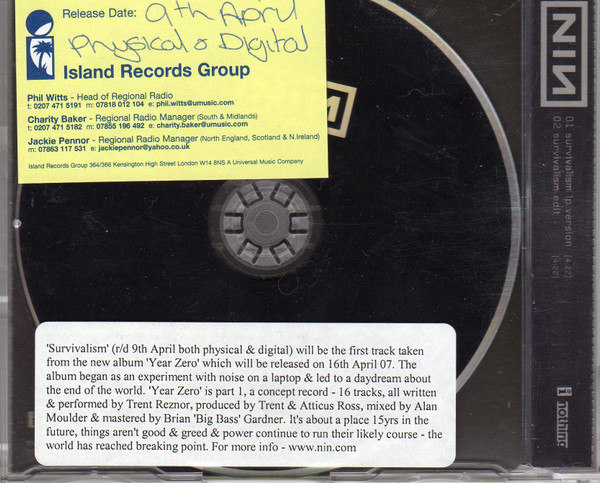 Release Date: 9th April
Physical & Digital
Island Records Group
Phil Witts - Head of Regional Radio
t: 0207 471 5191 m: 07818 012 104 e: phil.witts@umusic.com
Charity Baker - Regional Radio Manager (South & Midlands)
t: 0207 471 5182 m: 07855 196 492 e: charity.baker@umusic.com
Jackie Pennor - Regional Radio Manager (North England, Scotland & N.Ireland)
m: 07863 117 531 e: jackiepennor@yahoo.co.uk
Island Records Group 364/366 Kensington High Street London W14 8NS A Universal Music Company
NIN
01 survivalism lp version (4:22)
02 survivalism edit (4:22)
nothing
'Survivalism' (r/d 9th April both physical & digital) will be the first track taken
from the new album 'Year Zero' which will be released on 16th April 07. The
album began as an experiment with noise on a laptop & led to a daydream about
the end of the world. 'Year Zero' is part 1, a concept record - 16 tracks, all written
& performed by Trent Reznor, produced by Trent & Atticus Ross, mixed by Alan
Moulder & mastered by Brian 'Big Bass' Gardner. It's about a place 15yrs in the
future, things aren't good & greed & power continue to run their likely course - the
world has reached breaking point. For more info - www.nin.com